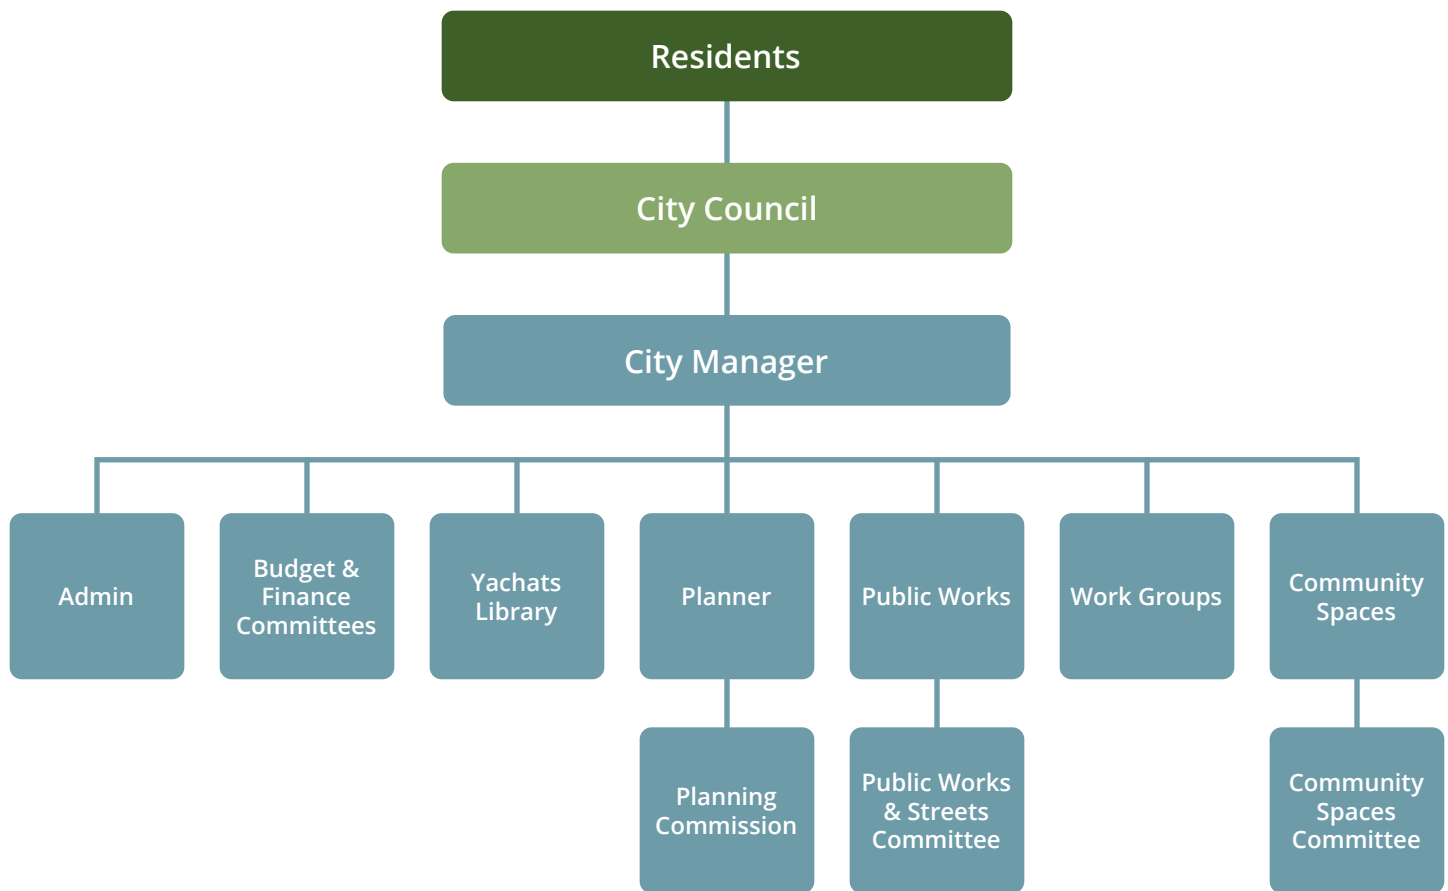 Residents
City Council
City Manager
Admin
Budget &
Finance
Committees
Yachats
Library
Planner
Public Works
Work Groups
Community
Spaces
Planning
Commission
Public Works
& Streets
Committee
Community
Spaces
Committee